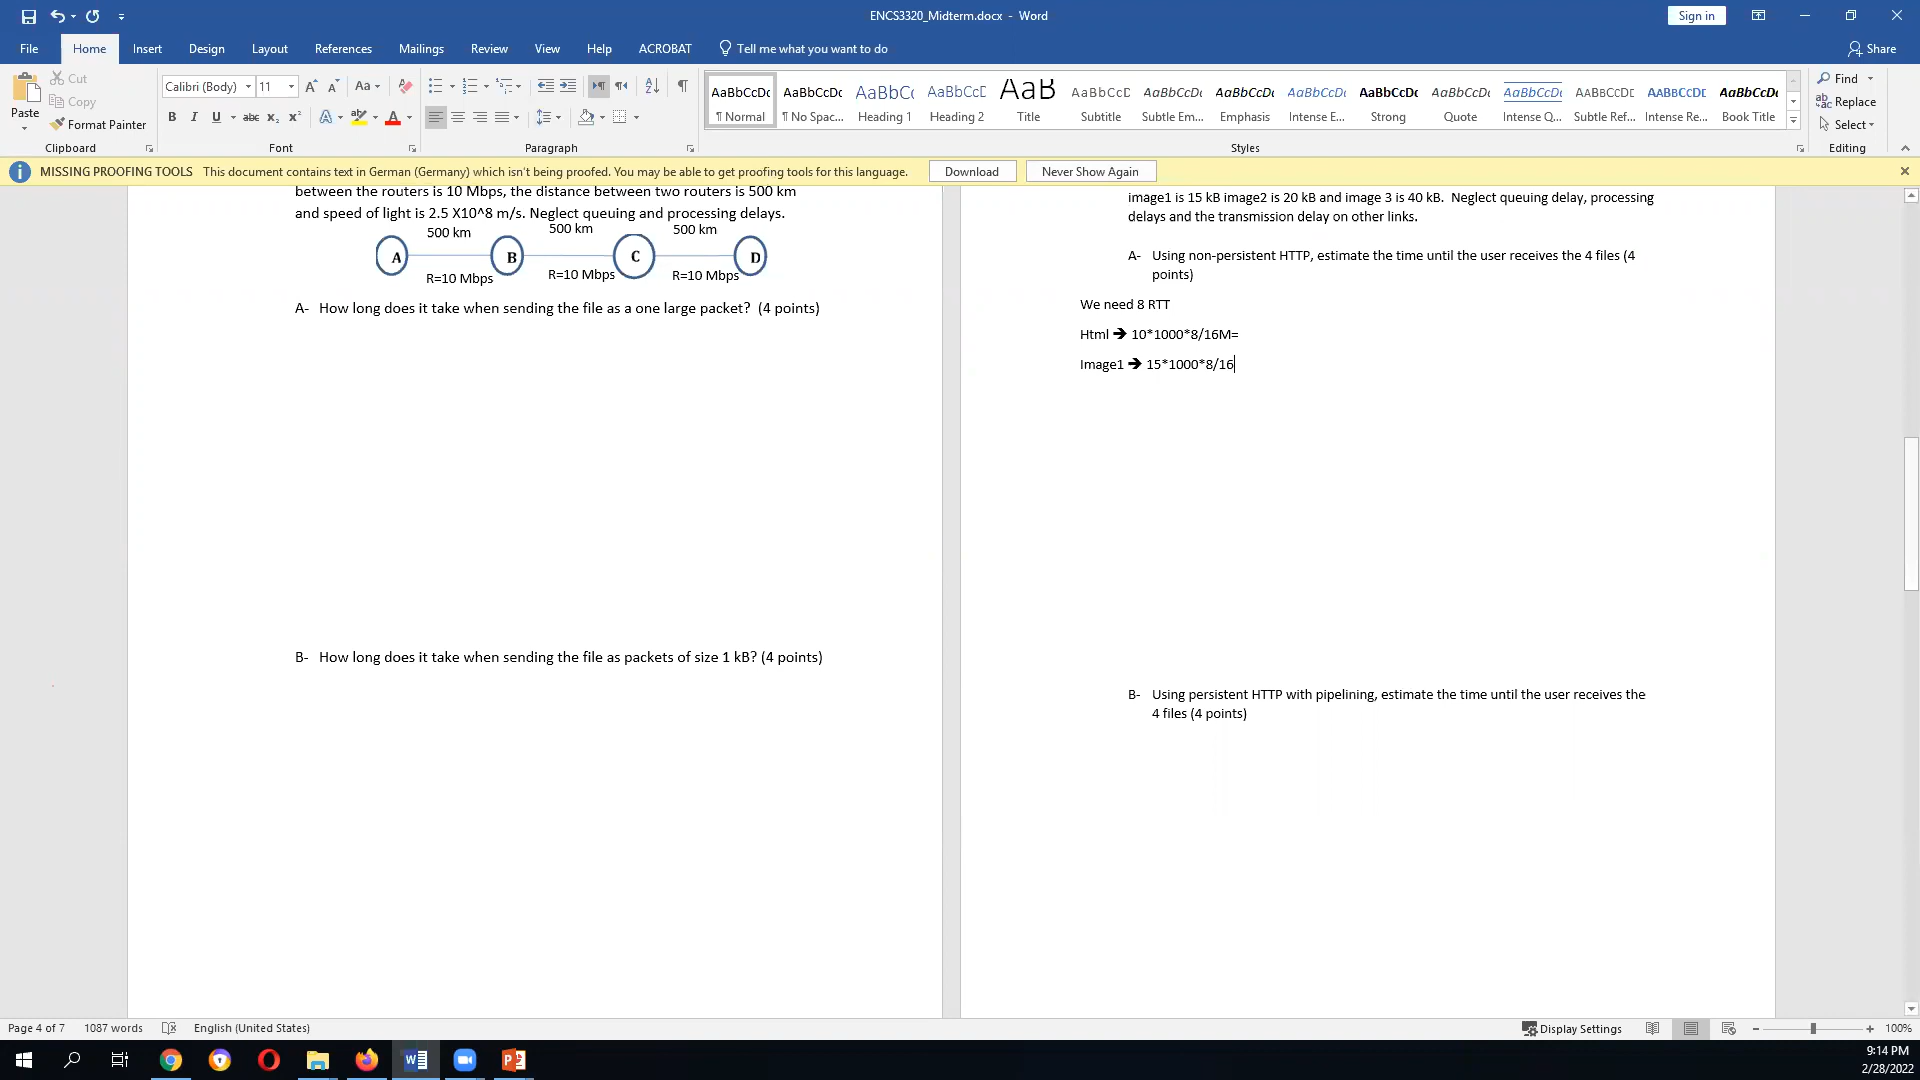 ENCS3320_Midterm.docx - Word
Sign in
File Home Insert Design Layout References Mailings Review View Help ACROBAT Tell me what you want to do
Share
Paste
Cut
Copy
Format Painter
Clipboard
Calibri (Body) 11
Font
Paragraph
AaBbCcDc AaBbCcDc AaBbCc AaBbCcD AaB AaBbCcD AaBbCcDc AaBbCcDc AaBbCcDc AaBbCcDc AaBbCcDc AaBbCcDc AaBbCcDc AABBCCDE AABBCCDE AaBbCcDc
¶ Normal ¶ No Spac... Heading 1 Heading 2 Title Subtitle Subtle Em... Emphasis Intense E... Strong Quote Intense Q... Subtle Ref... Intense Re... Book Title
Styles
Find
Replace
Select
Editing
MISSING PROOFING TOOLS This document contains text in German (Germany) which isn't being proofed. You may be able to get proofing tools for this language. Download Never Show Again
between the routers is 10 Mbps, the distance between two routers is 500 km
and speed of light is 2.5 X10^8 m/s. Neglect queuing and processing delays.
500 km 500 km 500 km
A B C D
R=10 Mbps R=10 Mbps R=10 Mbps
A- How long does it take when sending the file as a one large packet? (4 points)
B- How long does it take when sending the file as packets of size 1 kB? (4 points)
image1 is 15 kB image2 is 20 kB and image 3 is 40 kB. Neglect queuing delay, processing
delays and the transmission delay on other links.
A- Using non-persistent HTTP, estimate the time until the user receives the 4 files (4
points)
We need 8 RTT
Html ➔ 10*1000*8/16M=
Image1 ➔ 15*1000*8/16
B- Using persistent HTTP with pipelining, estimate the time until the user receives the
4 files (4 points)
Page 4 of 7 1087 words English (United States)
Display Settings 100%
9:14 PM
2/28/2022